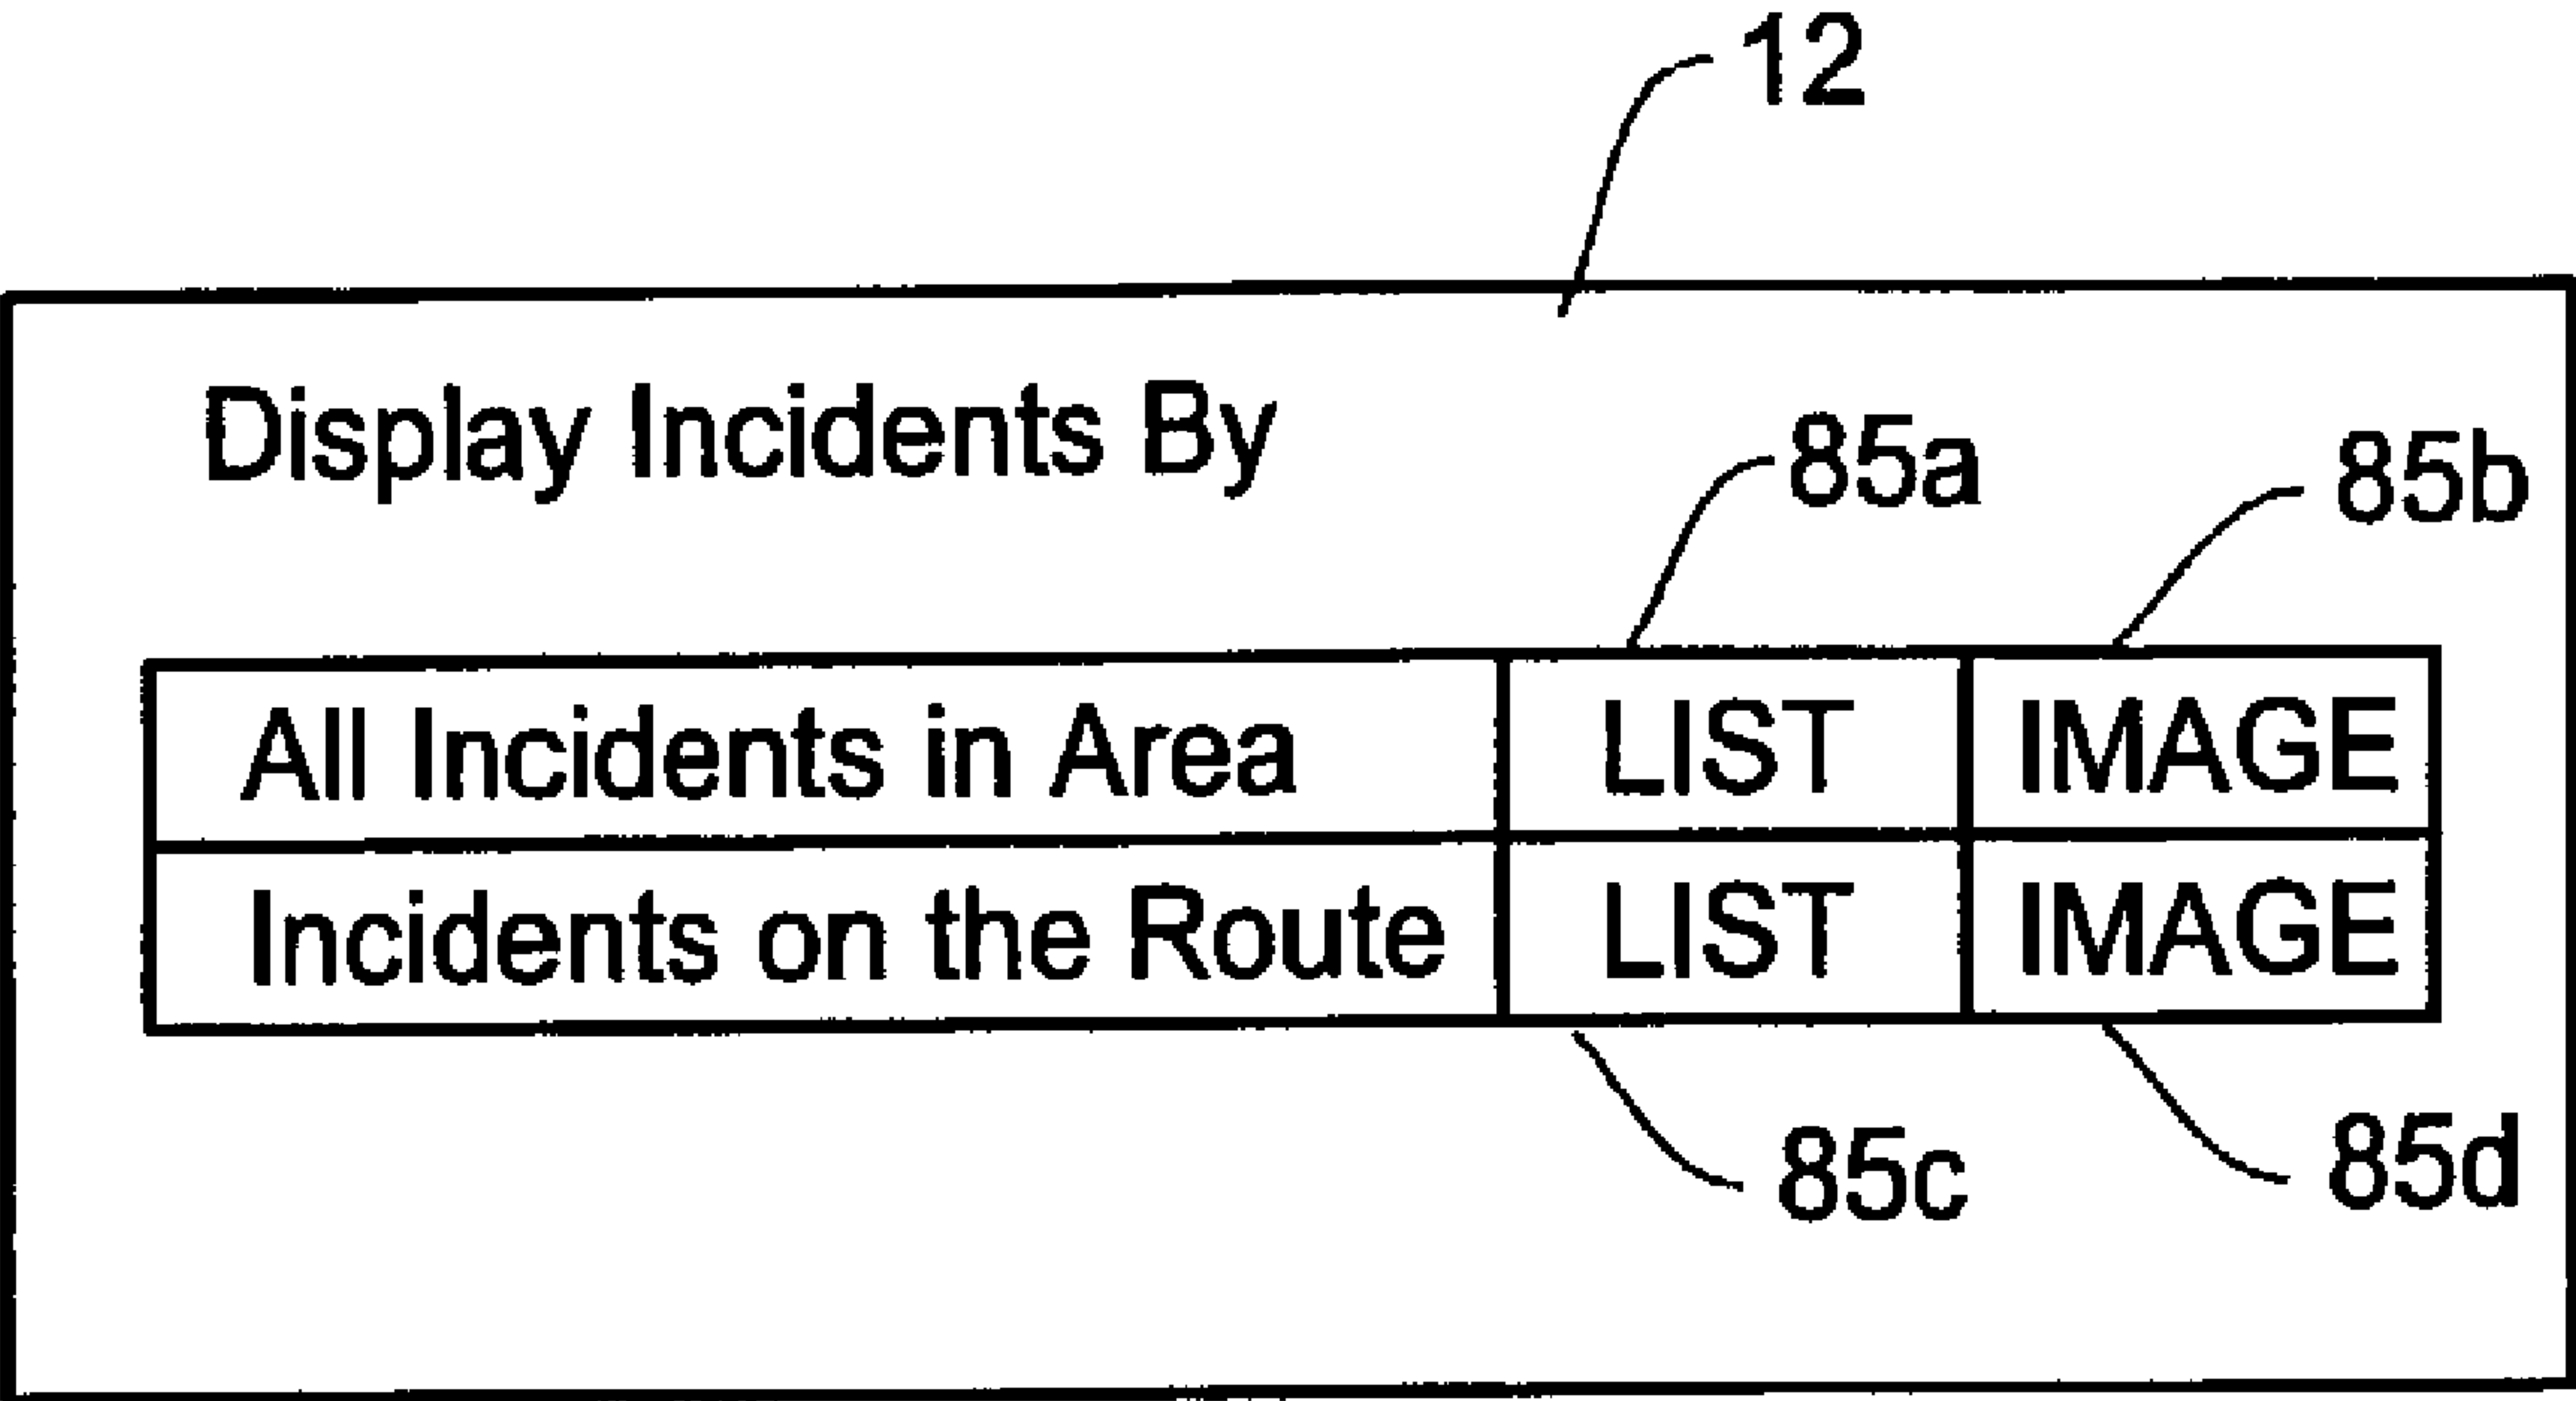 12
Display Incidents By
85a
85b
All Incidents in Area LIST IMAGE
Incidents on the Route LIST IMAGE
85c
85d